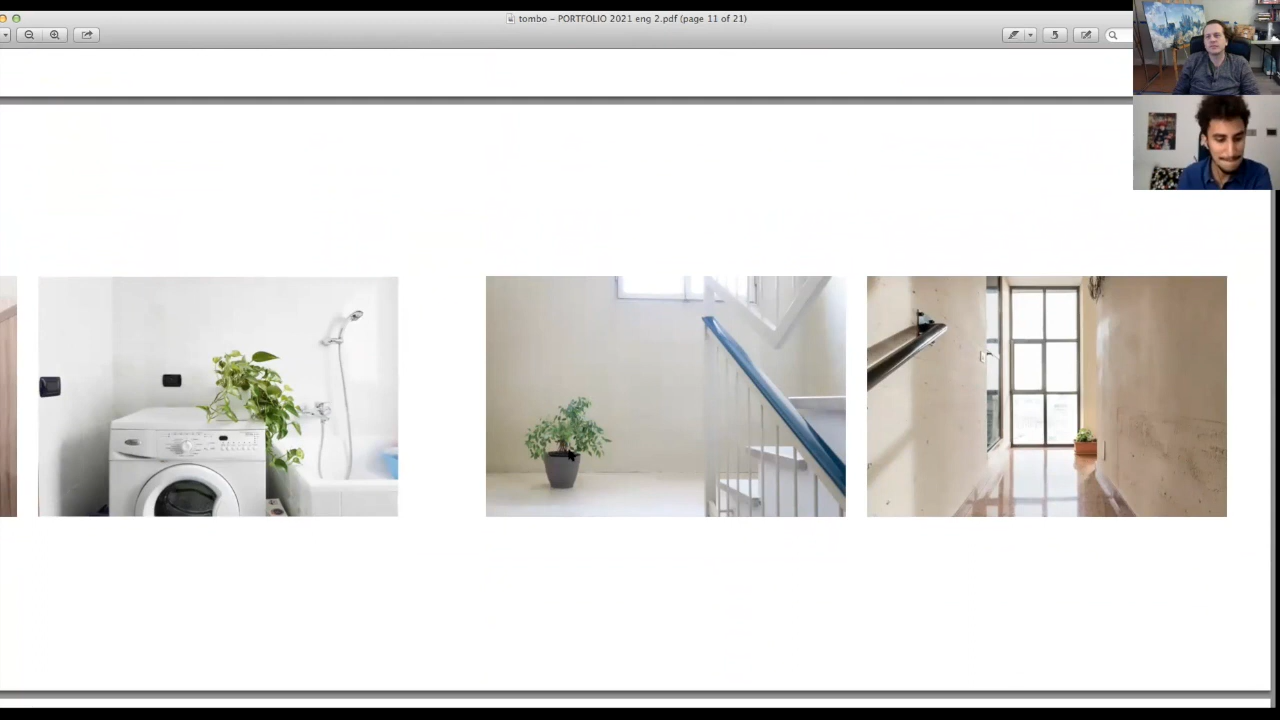 tombo – PORTFOLIO 2021 eng 2.pdf (page 11 of 21)